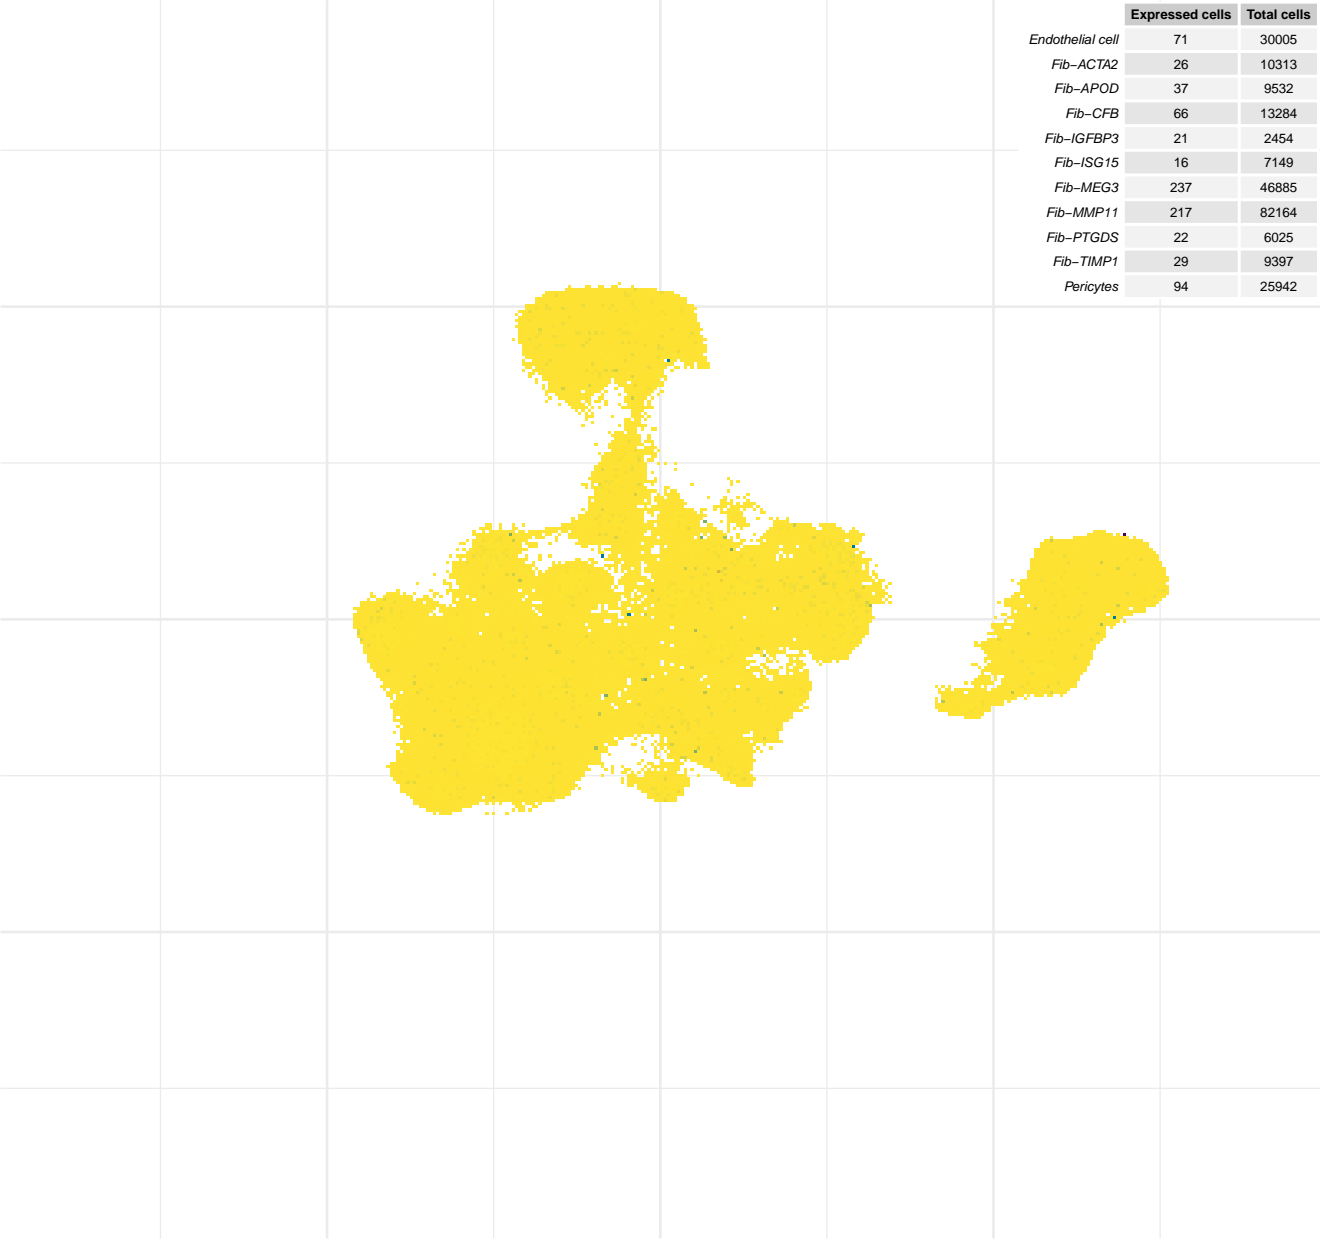 Expressed cells Total cells
Endothelial cell 71 30005
Fib−ACTA2 26 10313
Fib−APOD 37 9532
Fib−CFB 66 13284
Fib−IGFBP3 21 2454
Fib−ISG15 16 7149
Fib−MEG3 237 46885
Fib−MMP11 217 82164
Fib−PTGDS 22 6025
Fib−TIMP1 29 9397
Pericytes 94 25942